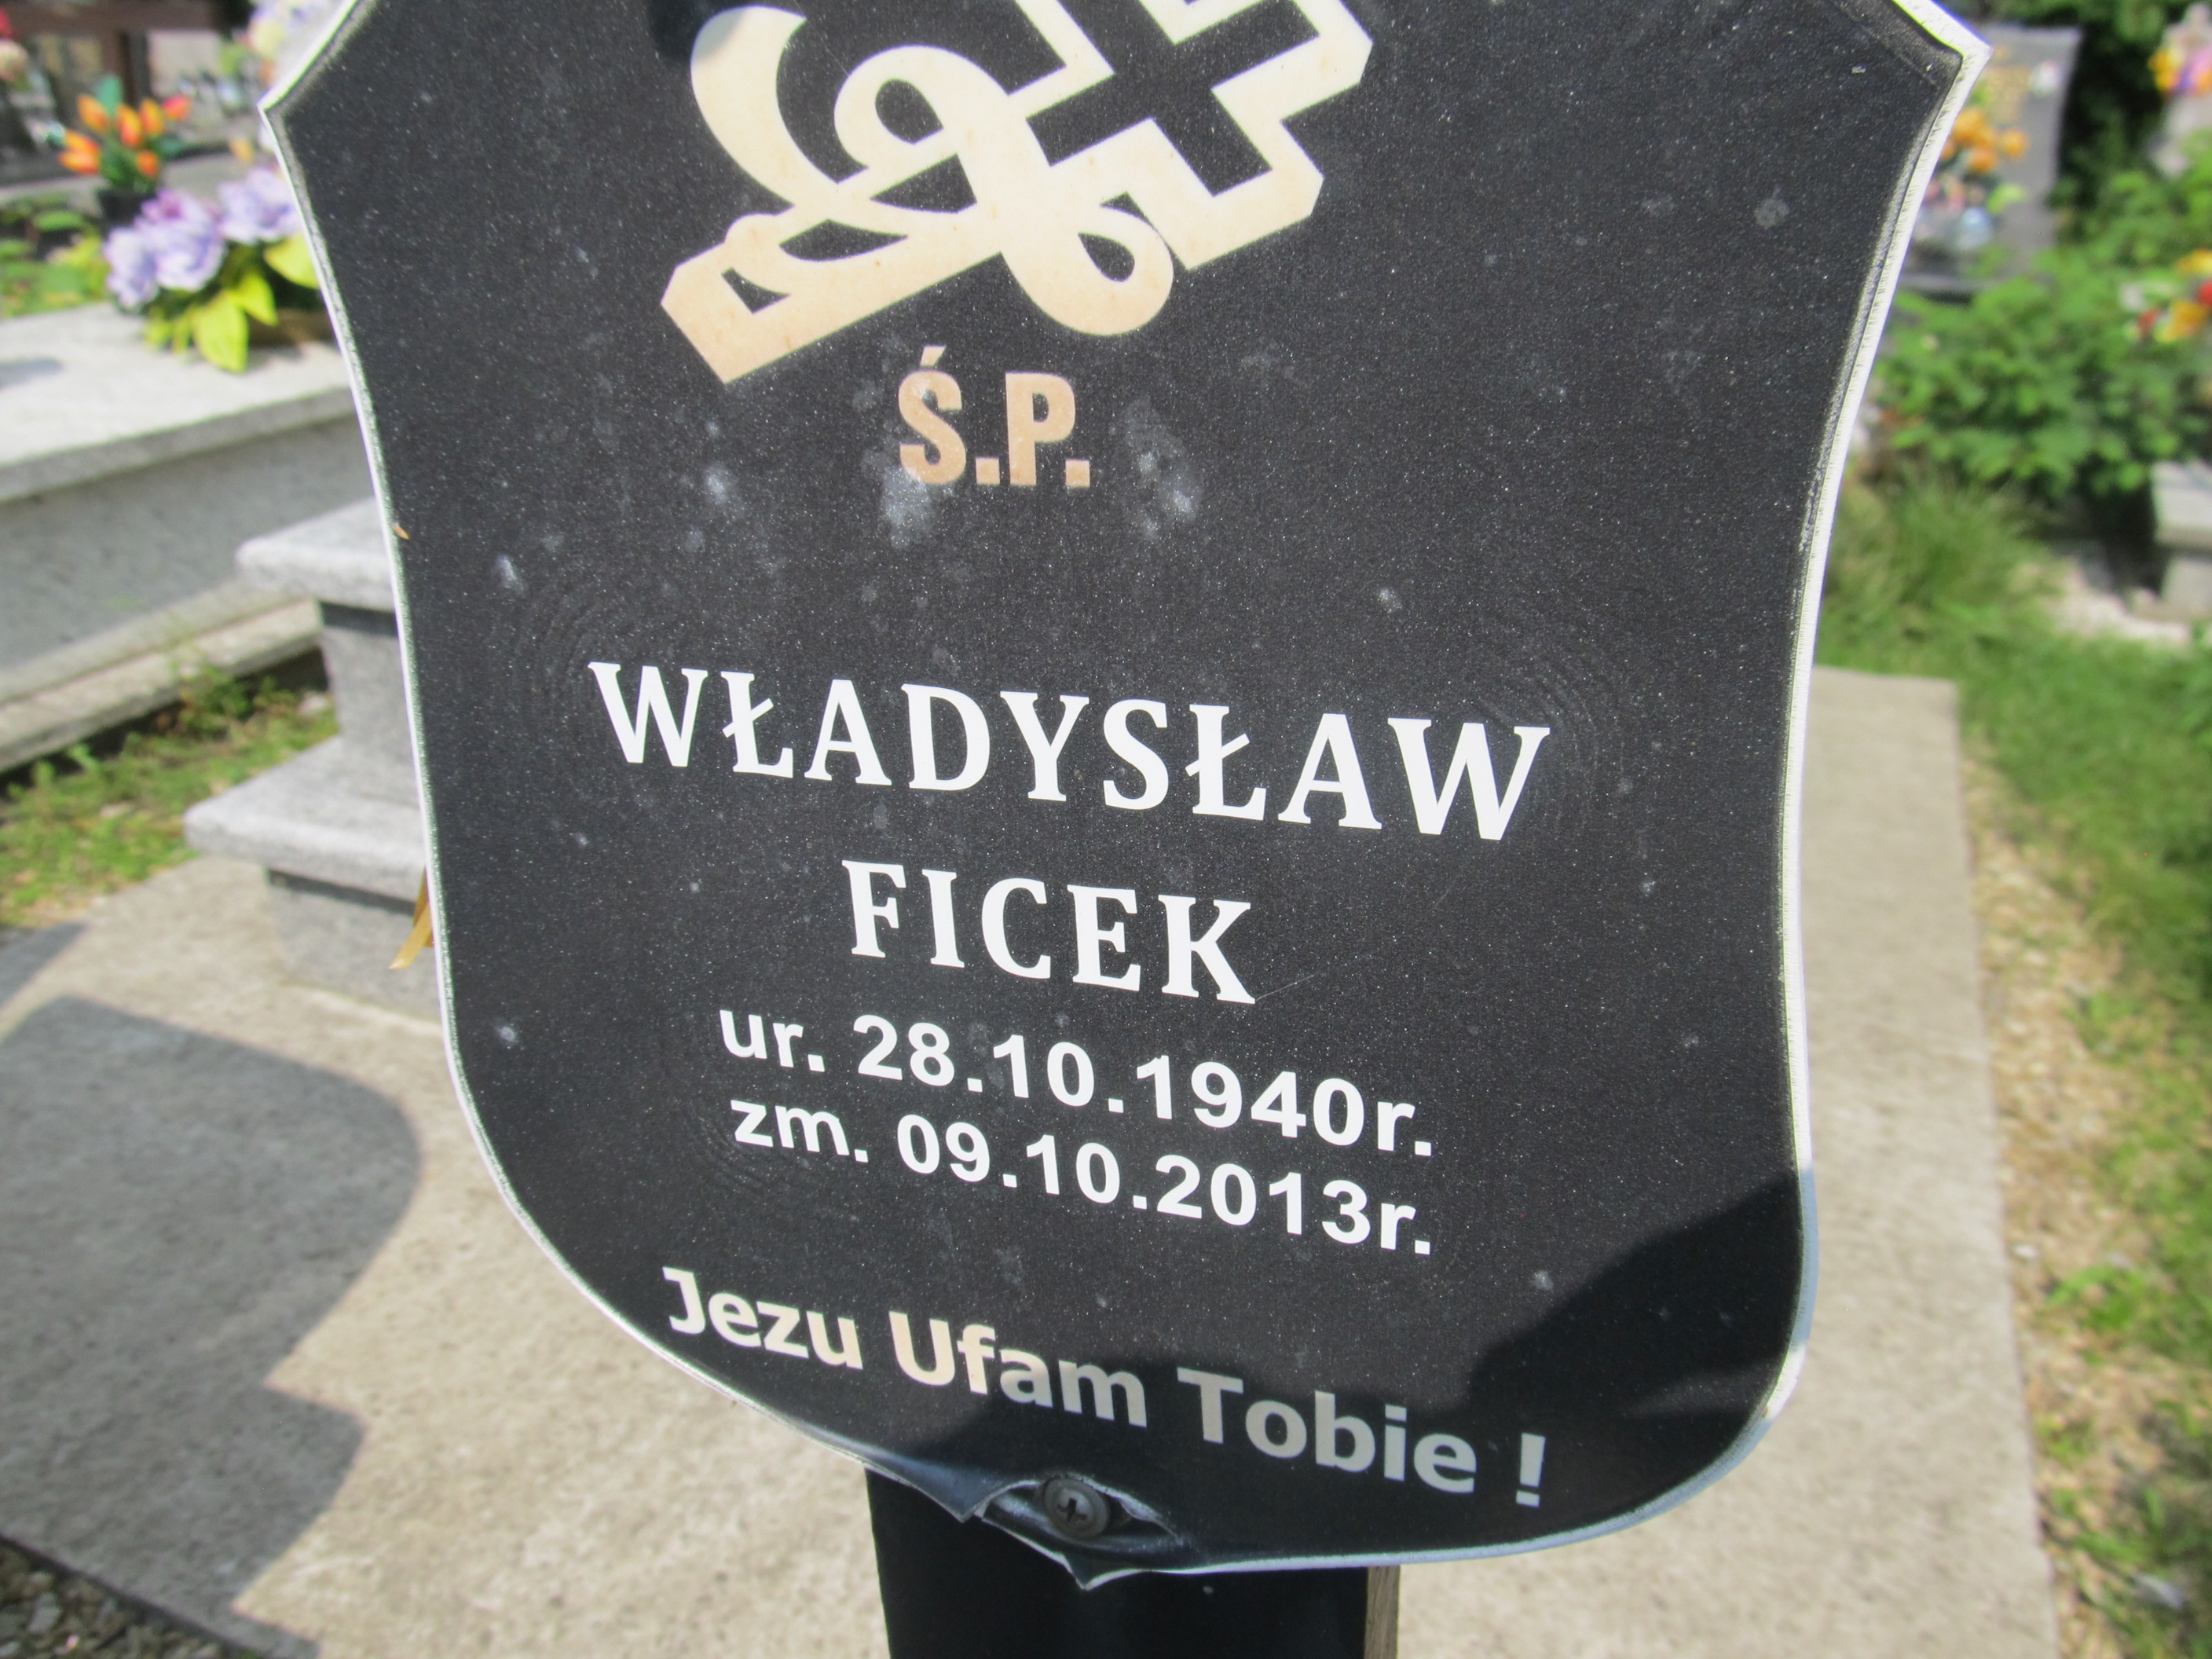 Ś.P.
WŁADYSŁAW
FICEK
ur. 28.10.1940r.
zm. 09.10.2013r.
Jezu Ufam Tobie !